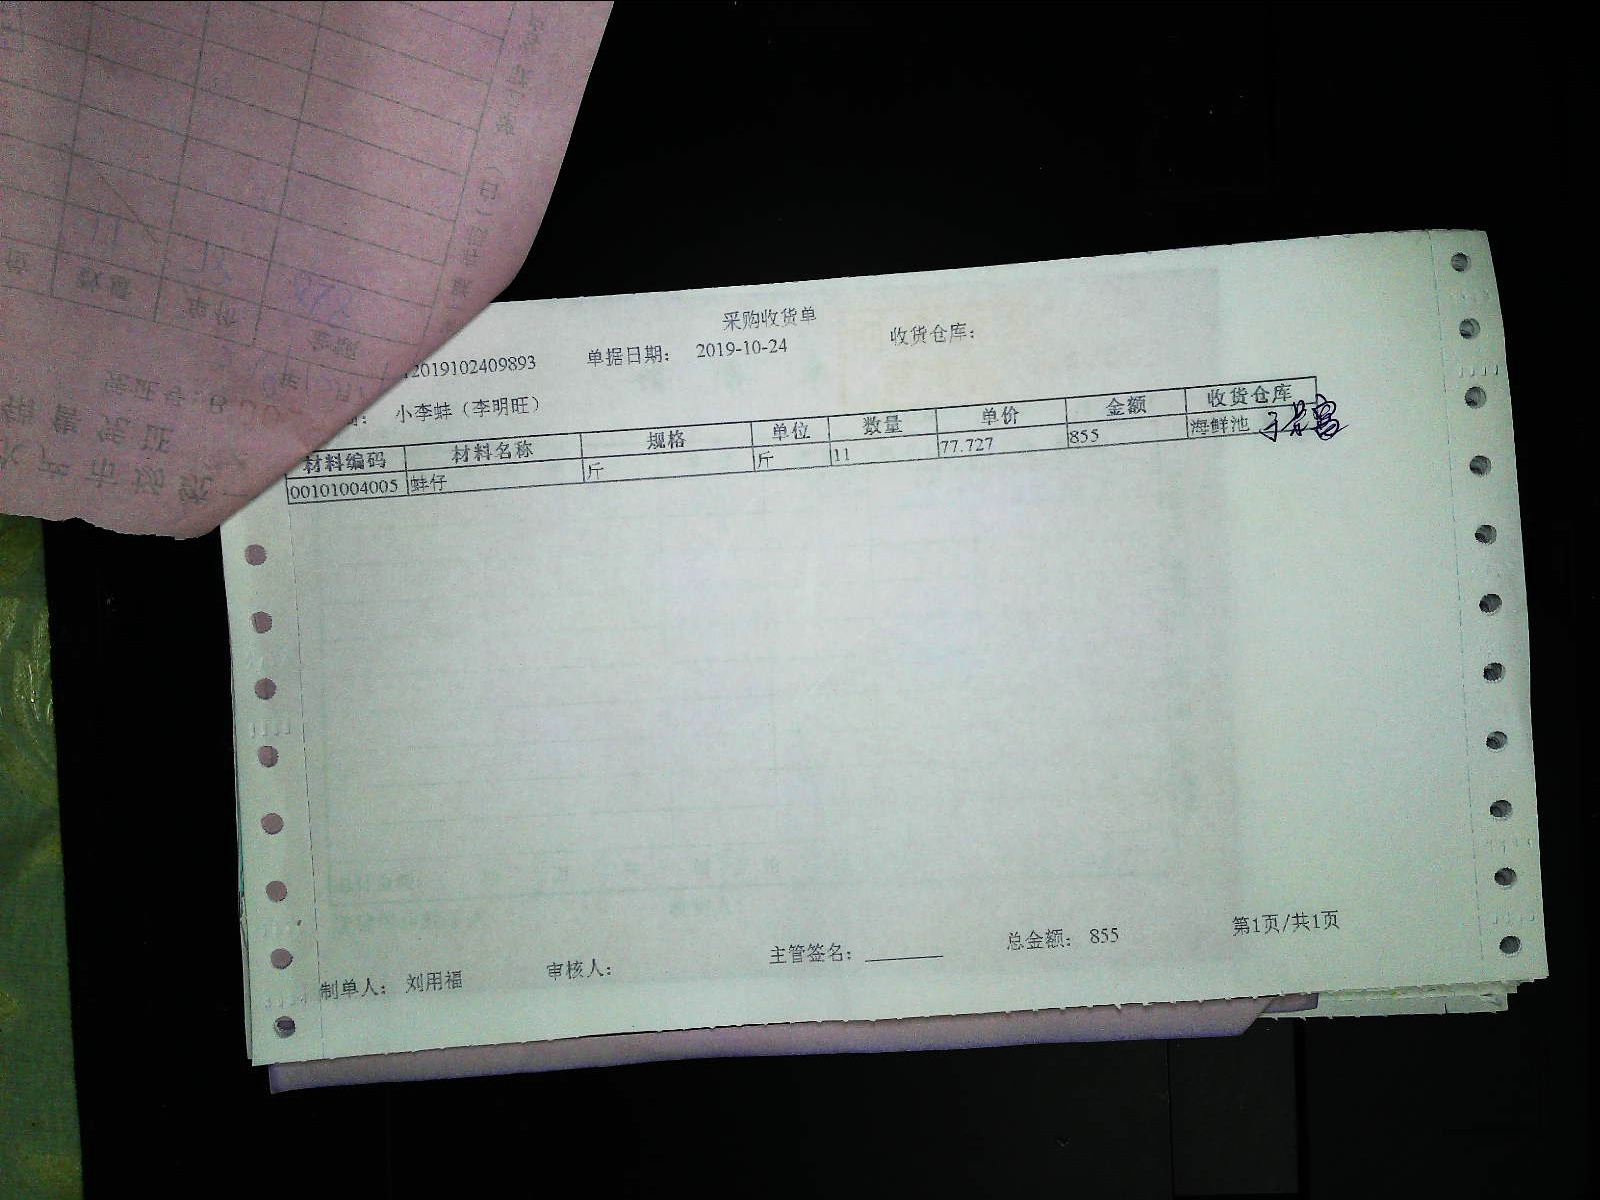 采购收货单
2019102409893 单据日期： 2019-10-24 收货仓库：
小李蚌（李明旺）
材料编码 材料名称 规格 单位 数量 单价 金额 收货仓库
00101004005 蚌仔 斤 斤 11 77.727 855 海鲜池
制单人： 刘用福 审核人： 主管签名： 总金额： 855 第1页/共1页